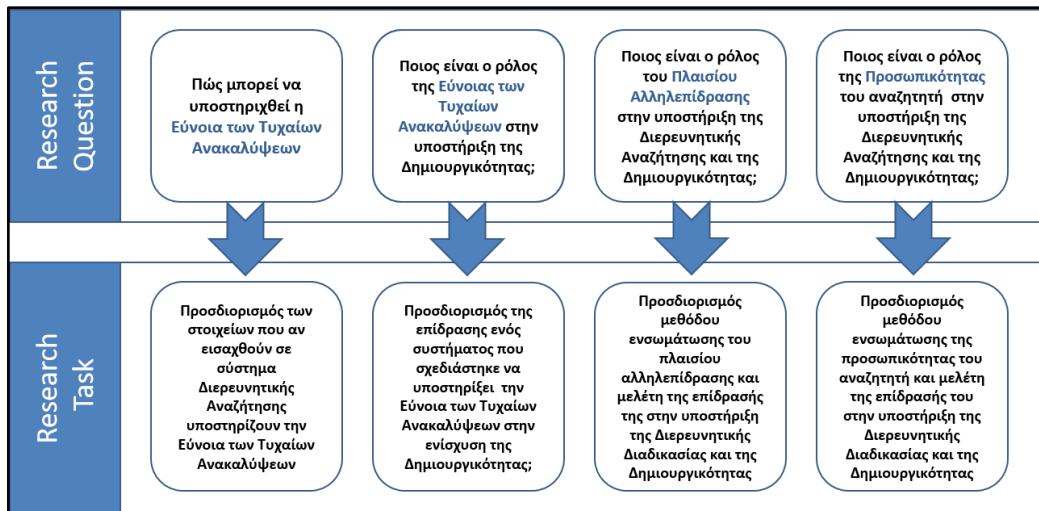 Research
Question
Πώς μπορεί να
υποστηριχθεί η
Εύνοια των Τυχαίων
Ανακαλύψεων
Ποιος είναι ο ρόλος
της Εύνοιας των
Τυχαίων
Ανακαλύψεων στην
υποστήριξη της
Δημιουργικότητας;
Ποιος είναι ο ρόλος
του Πλαισίου
Αλληλεπίδρασης
στην υποστήριξη της
Διερευνητικής
Αναζήτησης και της
Δημιουργικότητας;
Ποιος είναι ο ρόλος
της Προσωπικότητας
του αναζητητή στην
υποστήριξη της
Διερευνητικής
Αναζήτησης και της
Δημιουργικότητας;
Research
Task
Προσδιορισμός των
στοιχείων που αν
εισαχθούν σε
σύστημα
Διερευνητικής
Αναζήτησης
υποστηρίζουν την
Εύνοια των Τυχαίων
Ανακαλύψεων
Προσδιορισμός της
επίδρασης ενός
συστήματος που
σχεδιάστηκε να
υποστηρίξει την
Εύνοια των Τυχαίων
Ανακαλύψεων στην
ενίσχυση της
Δημιουργικότητας;
Προσδιορισμός
μεθόδου
ενσωμάτωσης του
πλαισίου
αλληλεπίδρασης και
μελέτη της επίδρασής
της στην υποστήριξη
της Διερευνητικής
Διαδικασίας και της
Δημιουργικότητας
Προσδιορισμός
μεθόδου
ενσωμάτωσης της
προσωπικότητας του
αναζητητή και μελέτη
της επίδρασής του
στην υποστήριξη της
Διερευνητικής
Διαδικασίας και της
Δημιουργικότητας